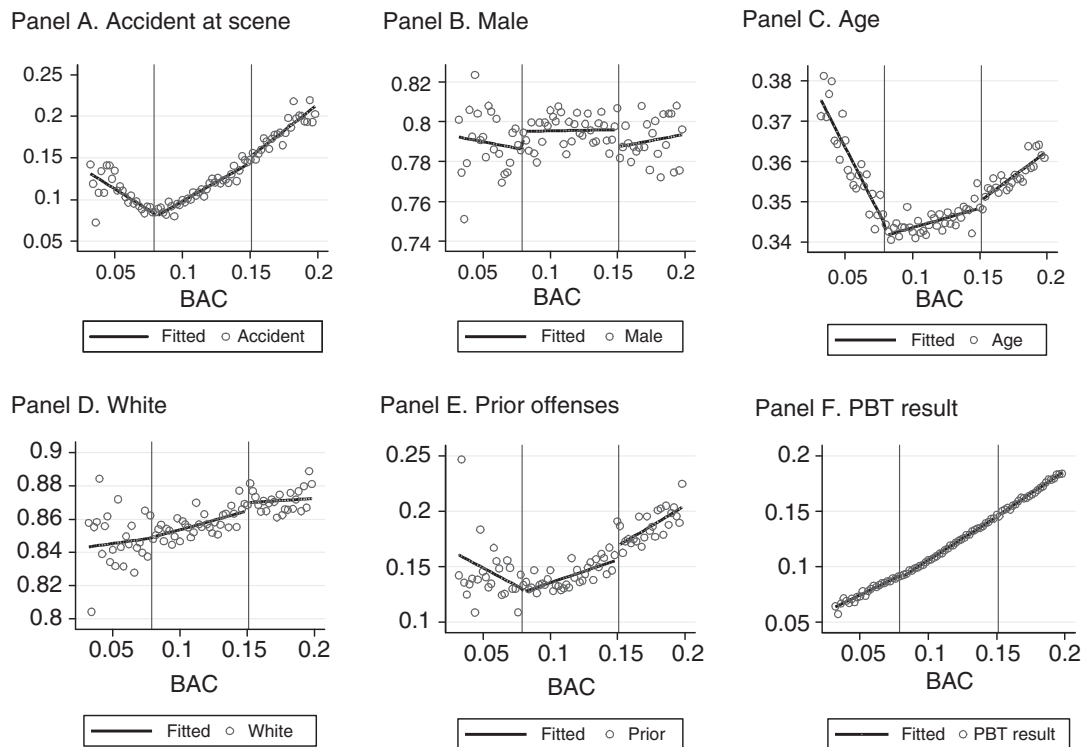 Panel A. Accident at scene
0.25
0.2
0.15
0.1
0.05
0.05 0.1 0.15 0.2
BAC
Fitted Accident
Panel B. Male
0.82
0.8
0.78
0.76
0.74
0.05 0.1 0.15 0.2
BAC
Fitted Male
Panel C. Age
0.38
0.37
0.36
0.35
0.34
0.05 0.1 0.15 0.2
BAC
Fitted Age
Panel D. White
0.9
0.88
0.86
0.84
0.82
0.8
0.05 0.1 0.15 0.2
BAC
Fitted White
Panel E. Prior offenses
0.25
0.2
0.15
0.1
0.05 0.1 0.15 0.2
BAC
Fitted Prior
Panel F. PBT result
0.2
0.15
0.1
0.05
0.05 0.1 0.15 0.2
BAC
Fitted PBT result